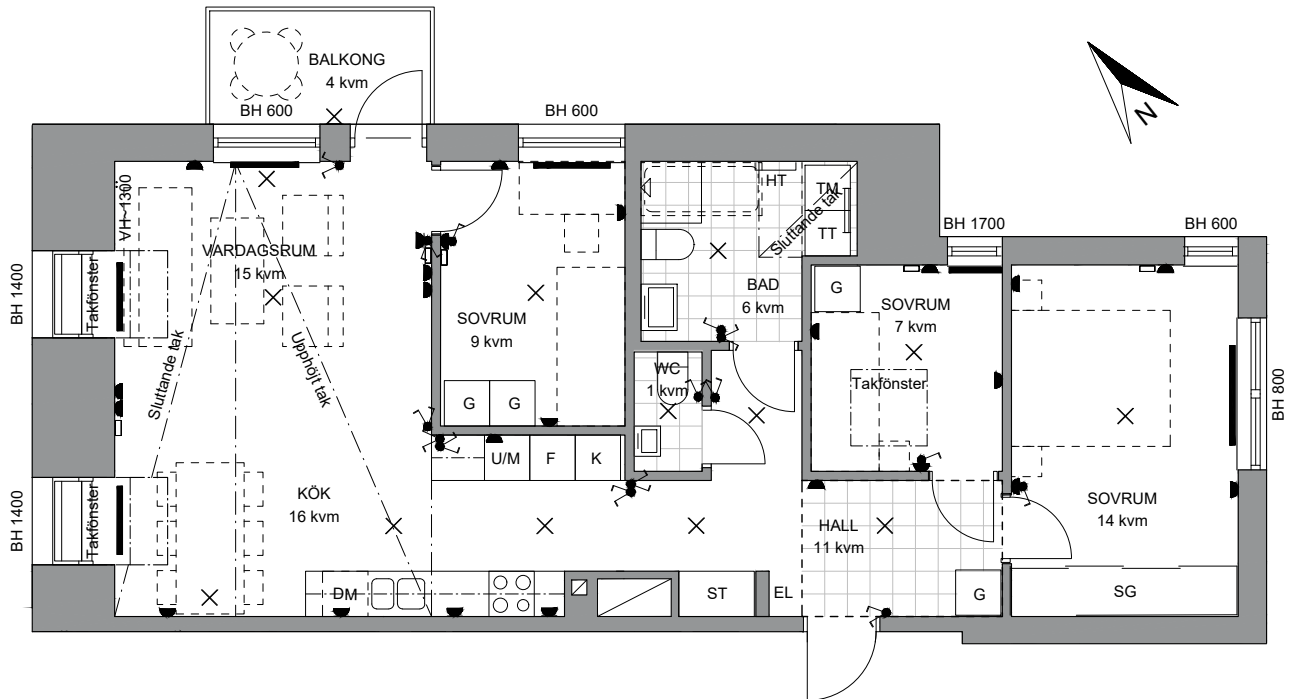 BALKONG
4 kvm
BH 600
BH 600
N
VH~1300
VARDAGSRUM
15 kvm
BH 1400
Takfönster
Sluttande tak
Upphöjt tak
SOVRUM
9 kvm
G
G
HT
TM
TT
Sluttande tak
BAD
6 kvm
WC
1 kvm
BH 1700
BH 600
G
SOVRUM
7 kvm
Takfönster
BH 800
SOVRUM
14 kvm
U/M
F
K
BH 1400
Takfönster
KÖK
16 kvm
HALL
11 kvm
DM
ST
EL
G
SG